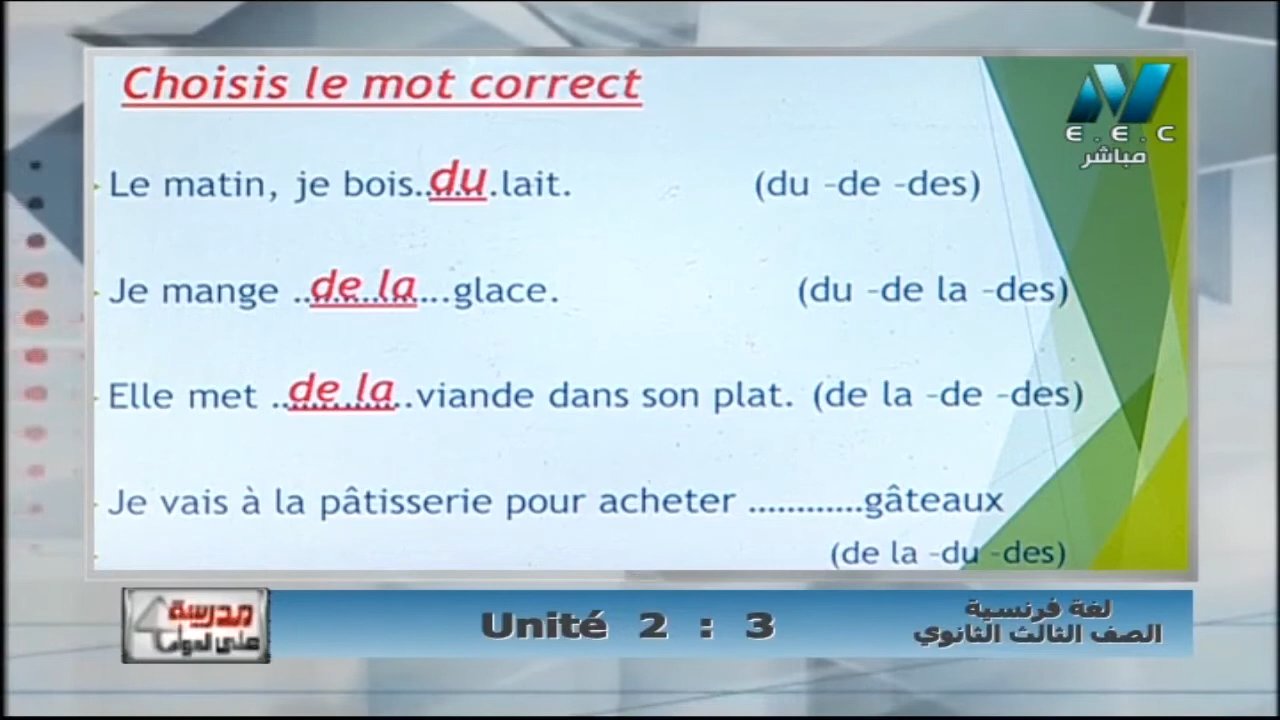 Choisis le mot correct
E . E . C
مباشر
Le matin, je bois..du..lait. (du -de -des)
Je mange ..de la...glace. (du -de la -des)
Elle met ..de la..viande dans son plat. (de la -de -des)
Je vais à la pâtisserie pour acheter ............gâteaux
(de la -du -des)
مدرسة
على الهواء
Unité 2 : 3
لغة فرنسية
الصف الثالث الثانوي